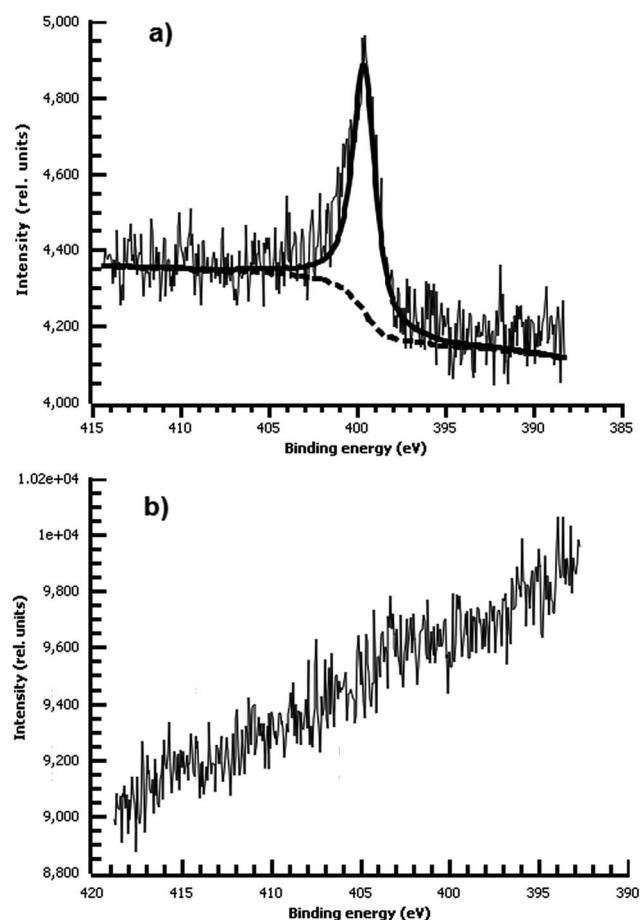 a)
Intensity (rel. units)
5,000
4,800
4,600
4,400
4,200
4,000
415 410 405 400 395 390 385
Binding energy (eV)
b)
Intensity (rel. units)
1.02e+04
1e+04
9,800
9,600
9,400
9,200
9,000
8,800
420 415 410 405 400 395 390
Binding energy (eV)